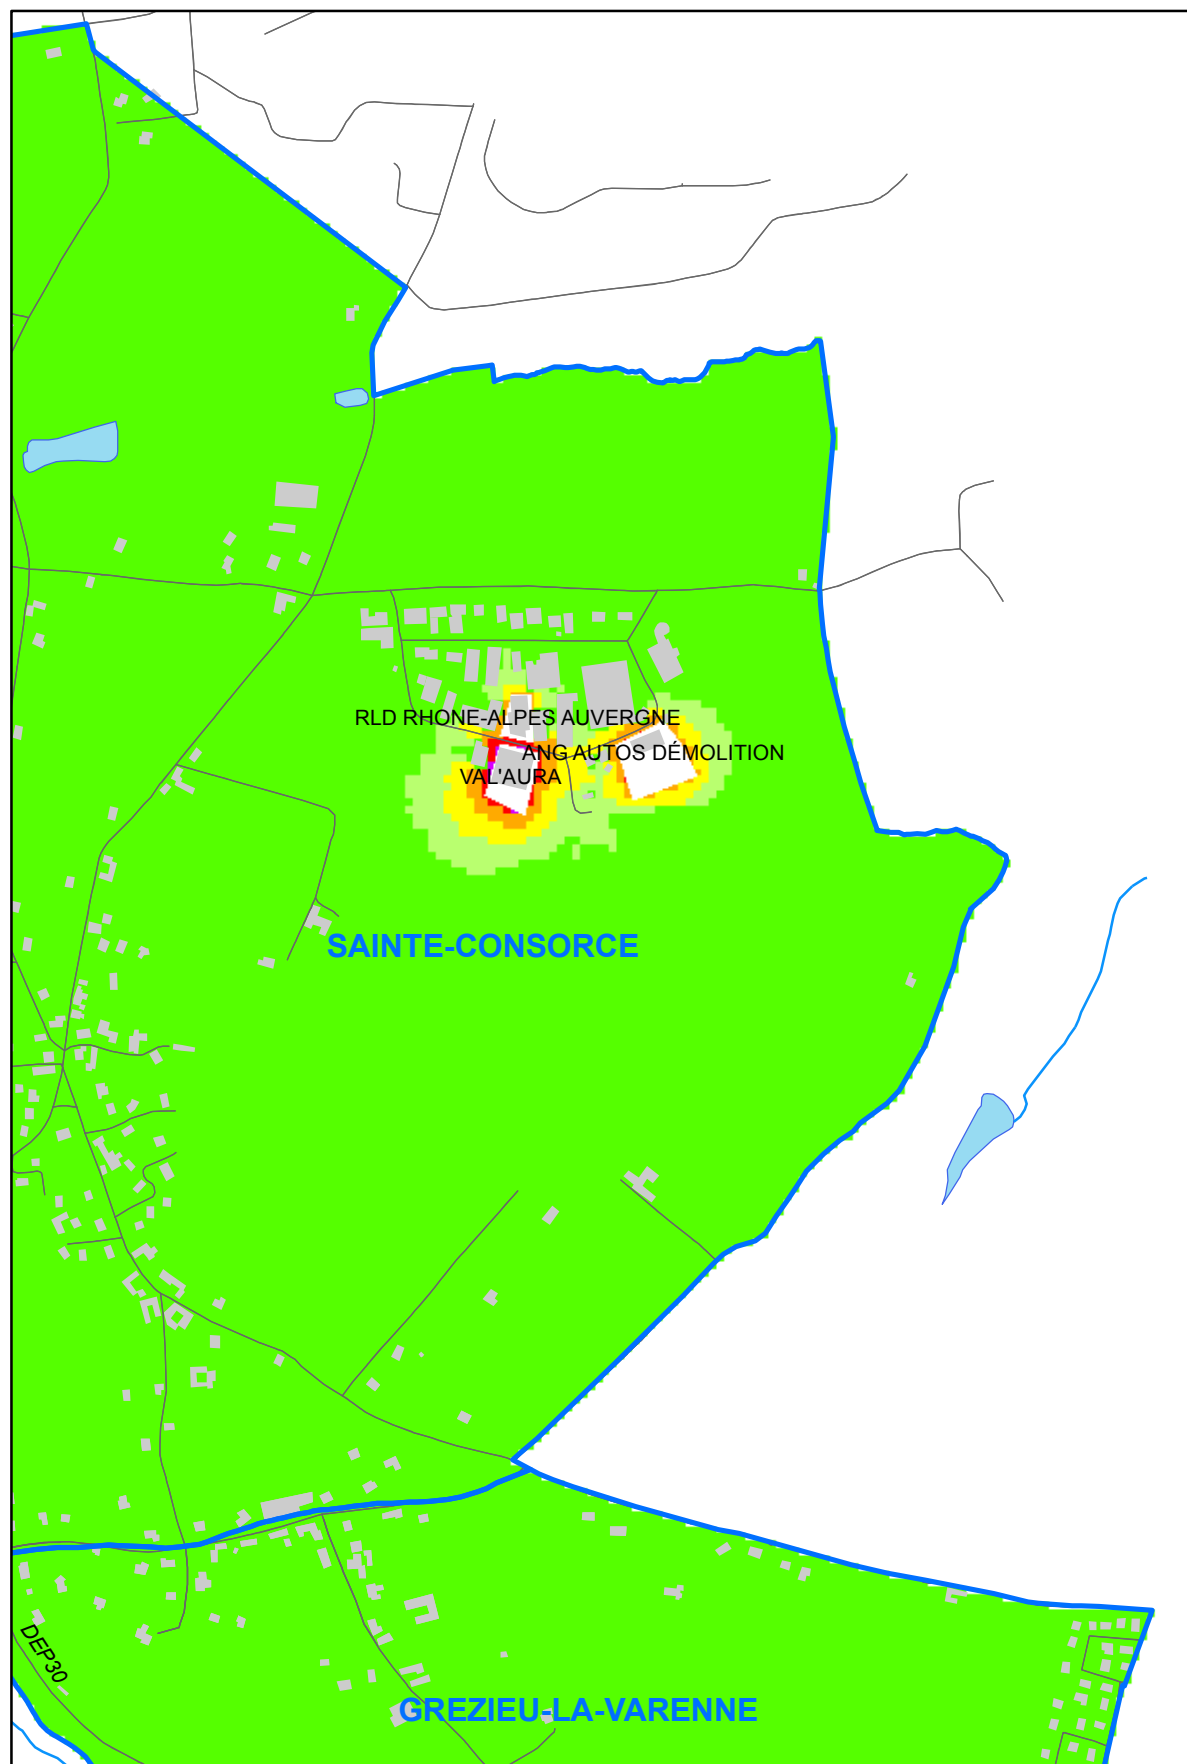 RLD RHONE-ALPES AUVERGNE
ANG AUTOS DÉMOLITION
VAL'AURA
SAINTE-CONSORCE
DEP30
GREZIEU-LA-VARENNE